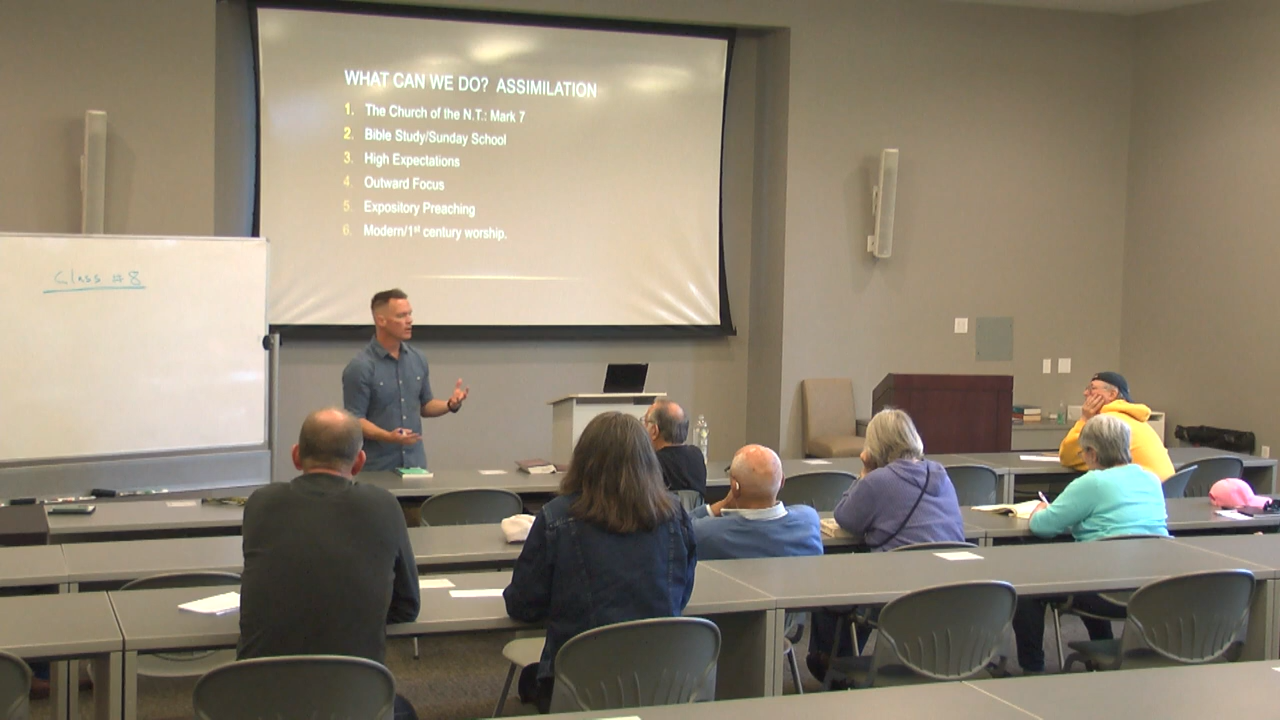 WHAT CAN WE DO? ASSIMILATION
1. The Church of the N.T.: Mark 7
2. Bible Study/Sunday School
3. High Expectations
4. Outward Focus
5. Expository Preaching
6. Modern/1st century worship.
Class #8